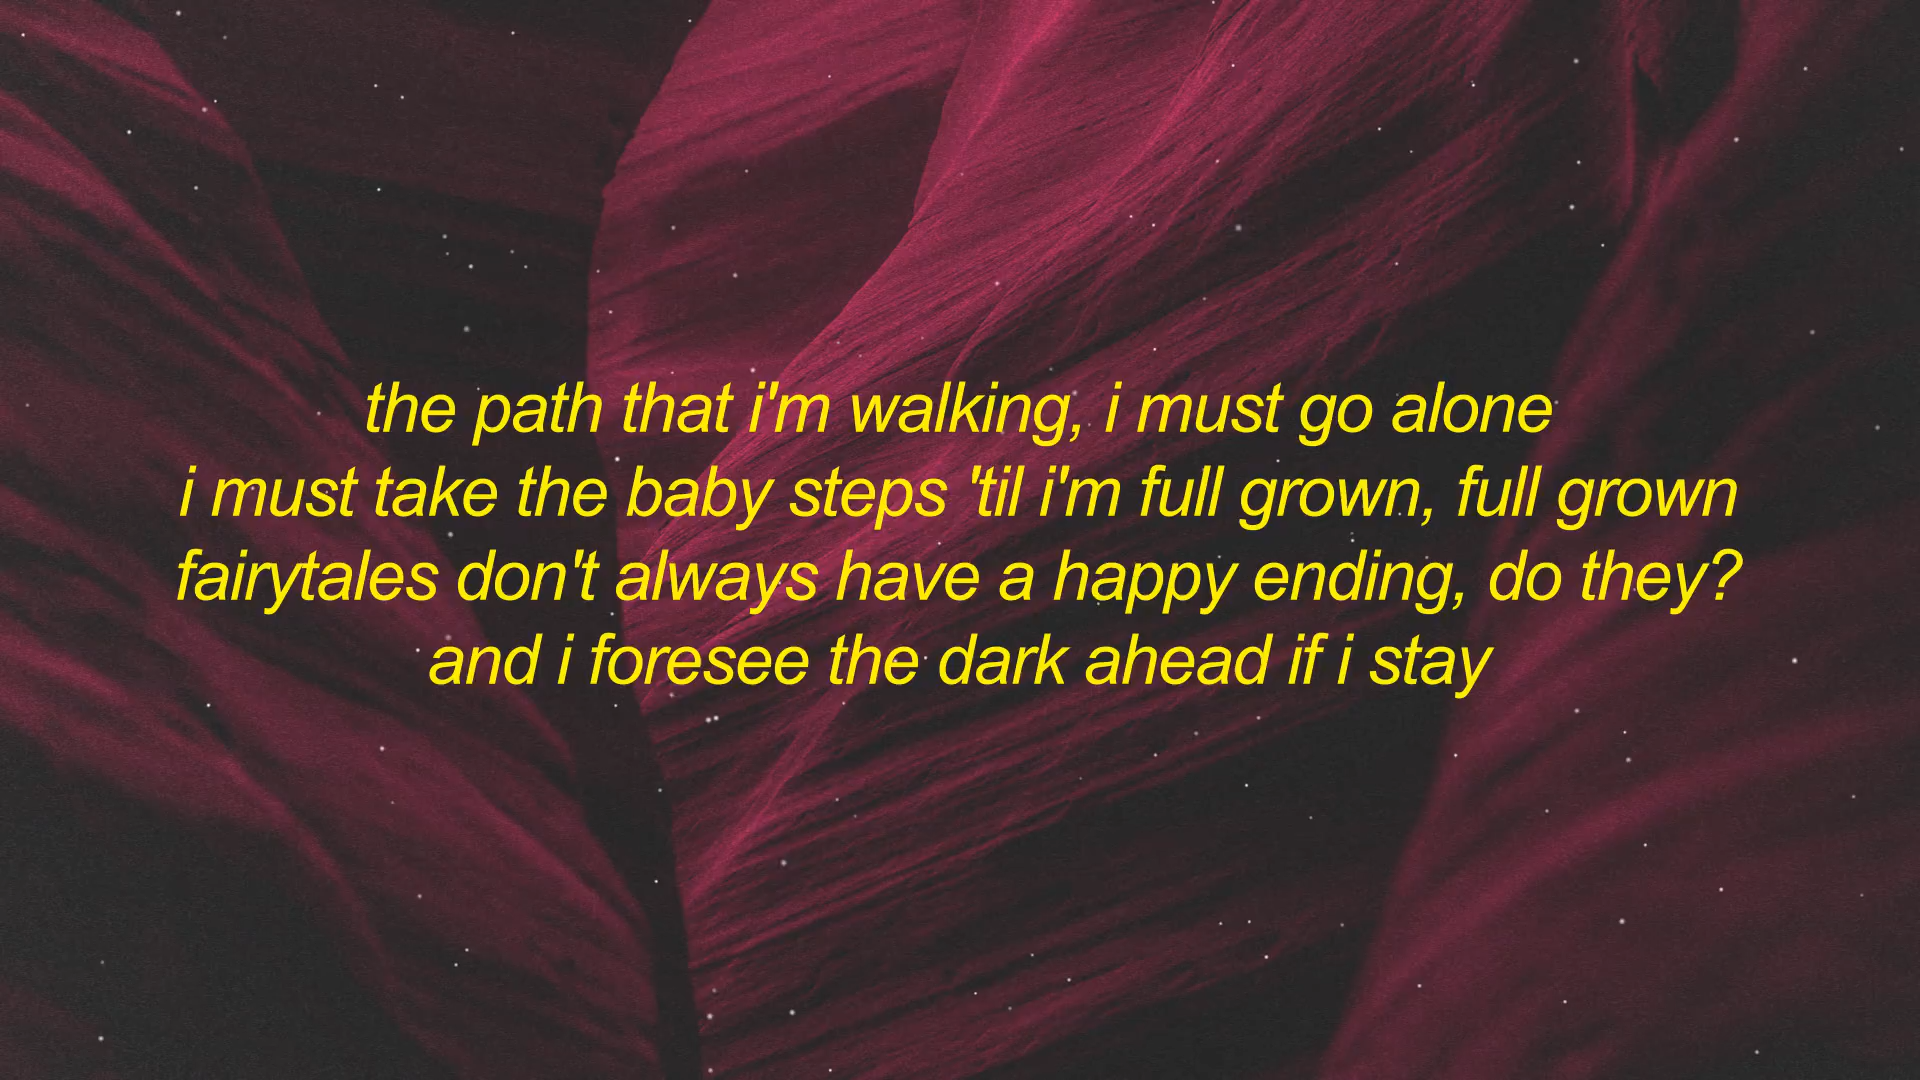 the path that i'm walking, i must go alone
i must take the baby steps 'til i'm full grown, full grown
fairytales don't always have a happy ending, do they?
and i foresee the dark ahead if i stay